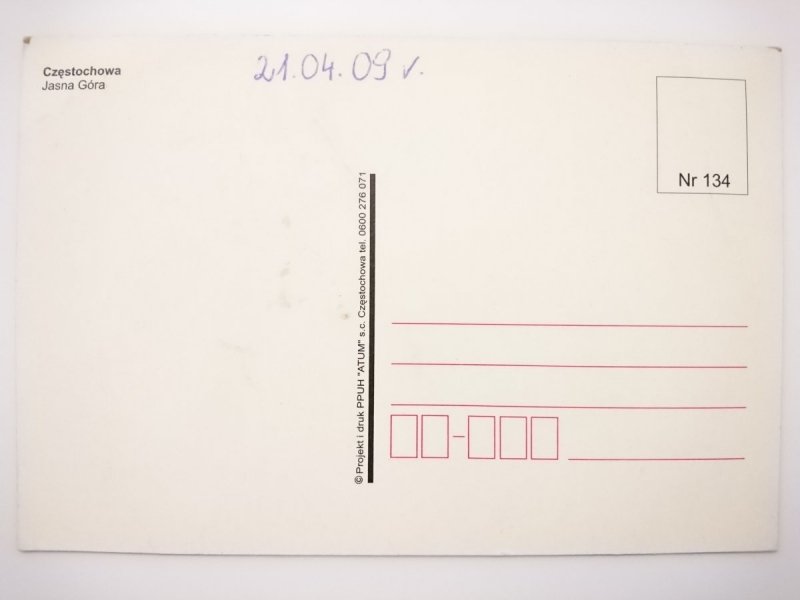 Częstochowa
Jasna Góra
21.04.09 r.
Nr 134
© Projekt i druk PPUH "ATUM" s.c. Częstochowa tel. 0600 276 071